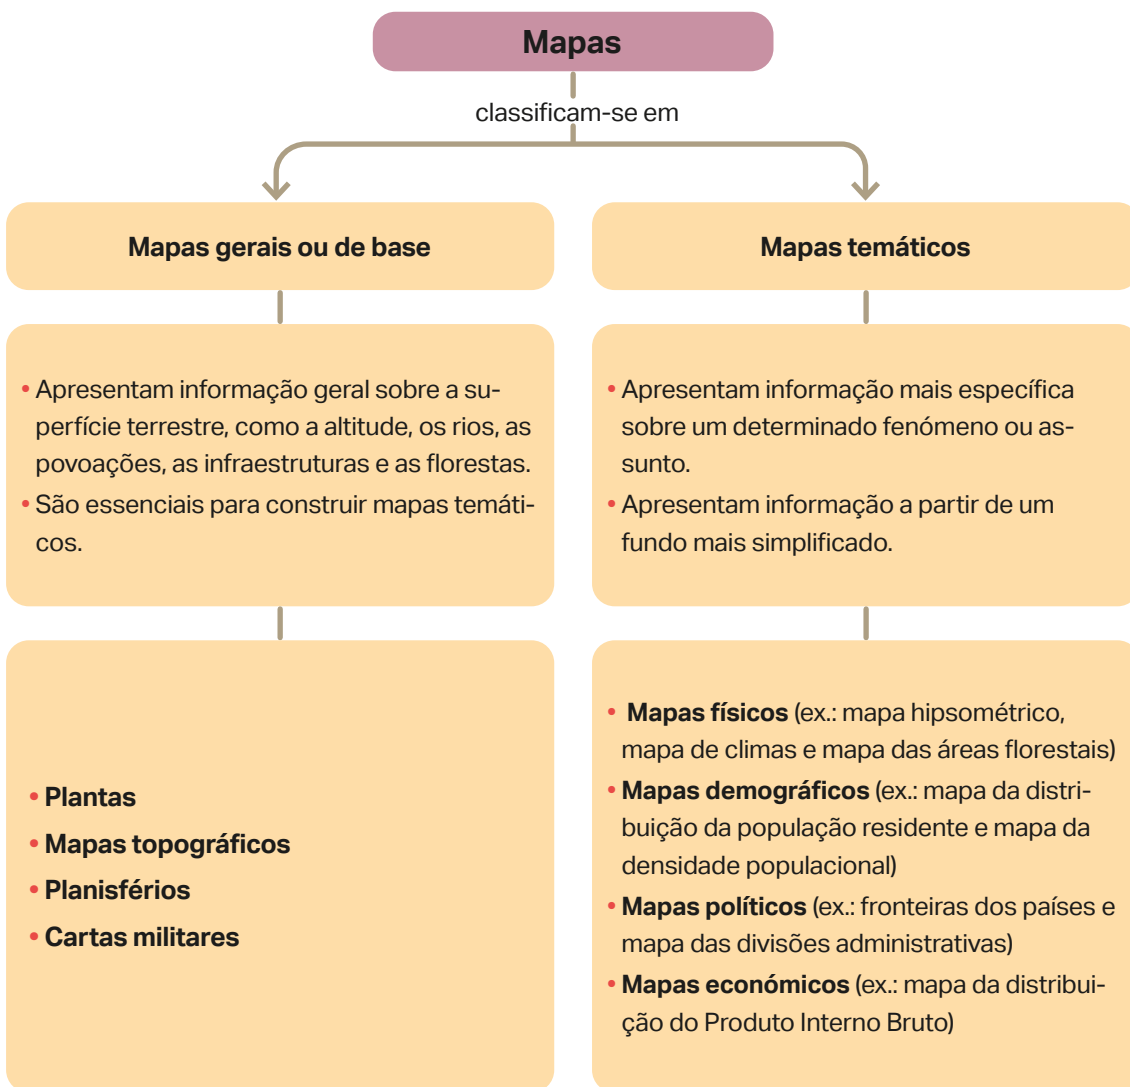 Mapas
classificam-se em
Mapas gerais ou de base
• Apresentam informação geral sobre a su-
perfície terrestre, como a altitude, os rios, as
povoações, as infraestruturas e as florestas.
• São essenciais para construir mapas temáti-
cos.
• Plantas
• Mapas topográficos
• Planisférios
• Cartas militares
Mapas temáticos
• Apresentam informação mais específica
sobre um determinado fenómeno ou as-
sunto.
• Apresentam informação a partir de um
fundo mais simplificado.
• Mapas físicos (ex.: mapa hipsométrico,
mapa de climas e mapa das áreas florestais)
• Mapas demográficos (ex.: mapa da distri-
buição da população residente e mapa da
densidade populacional)
• Mapas políticos (ex.: fronteiras dos países e
mapa das divisões administrativas)
• Mapas económicos (ex.: mapa da distribui-
ção do Produto Interno Bruto)